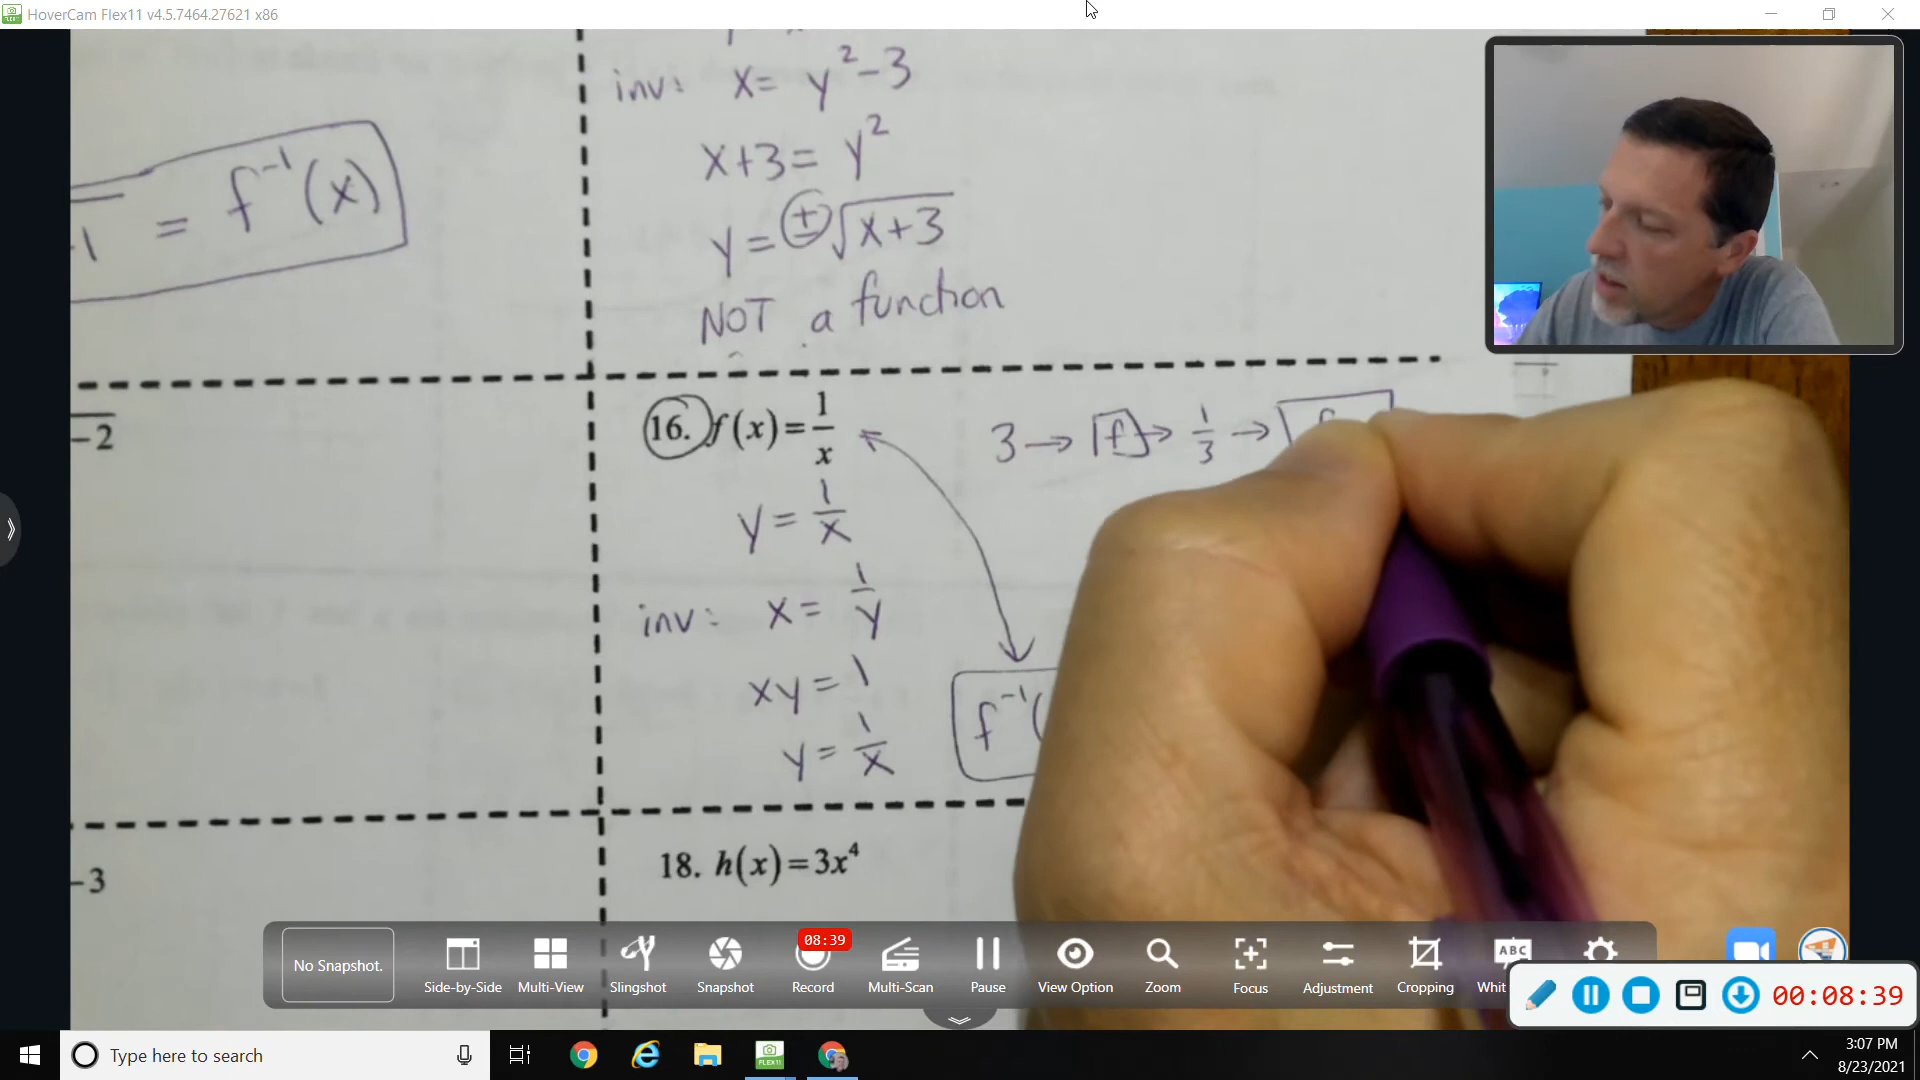 HoverCam Flex11 v4.5.7464.27621 x86
inv: x = y²-3
x+3 = y²
y = ±√x+3
NOT a function
-1 = f⁻¹(x)
-2
16. f(x) = 1/x
3 → f → 1/3 →
y = 1/x
inv: x = 1/y
xy = 1
y = 1/x
f⁻¹(
-3
18. h(x) = 3x⁴
No Snapshot.
Side-by-Side
Multi-View
Slingshot
Snapshot
08:39
Record
Multi-Scan
Pause
View Option
Zoom
Focus
Adjustment
Cropping
ABC
Whit
00:08:39
Type here to search
FLEX11
3:07 PM
8/23/2021